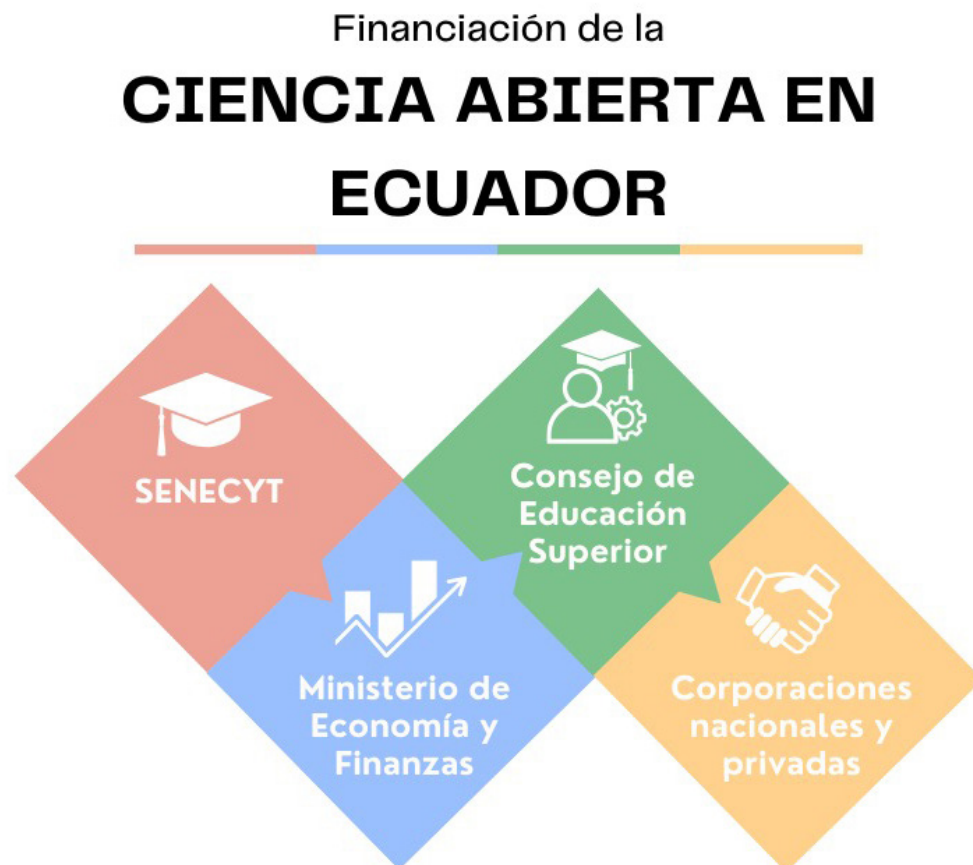 Financiación de la
CIENCIA ABIERTA EN
ECUADOR
SENECYT
Consejo de
Educación
Superior
Ministerio de
Economía y
Finanzas
Corporaciones
nacionales y
privadas